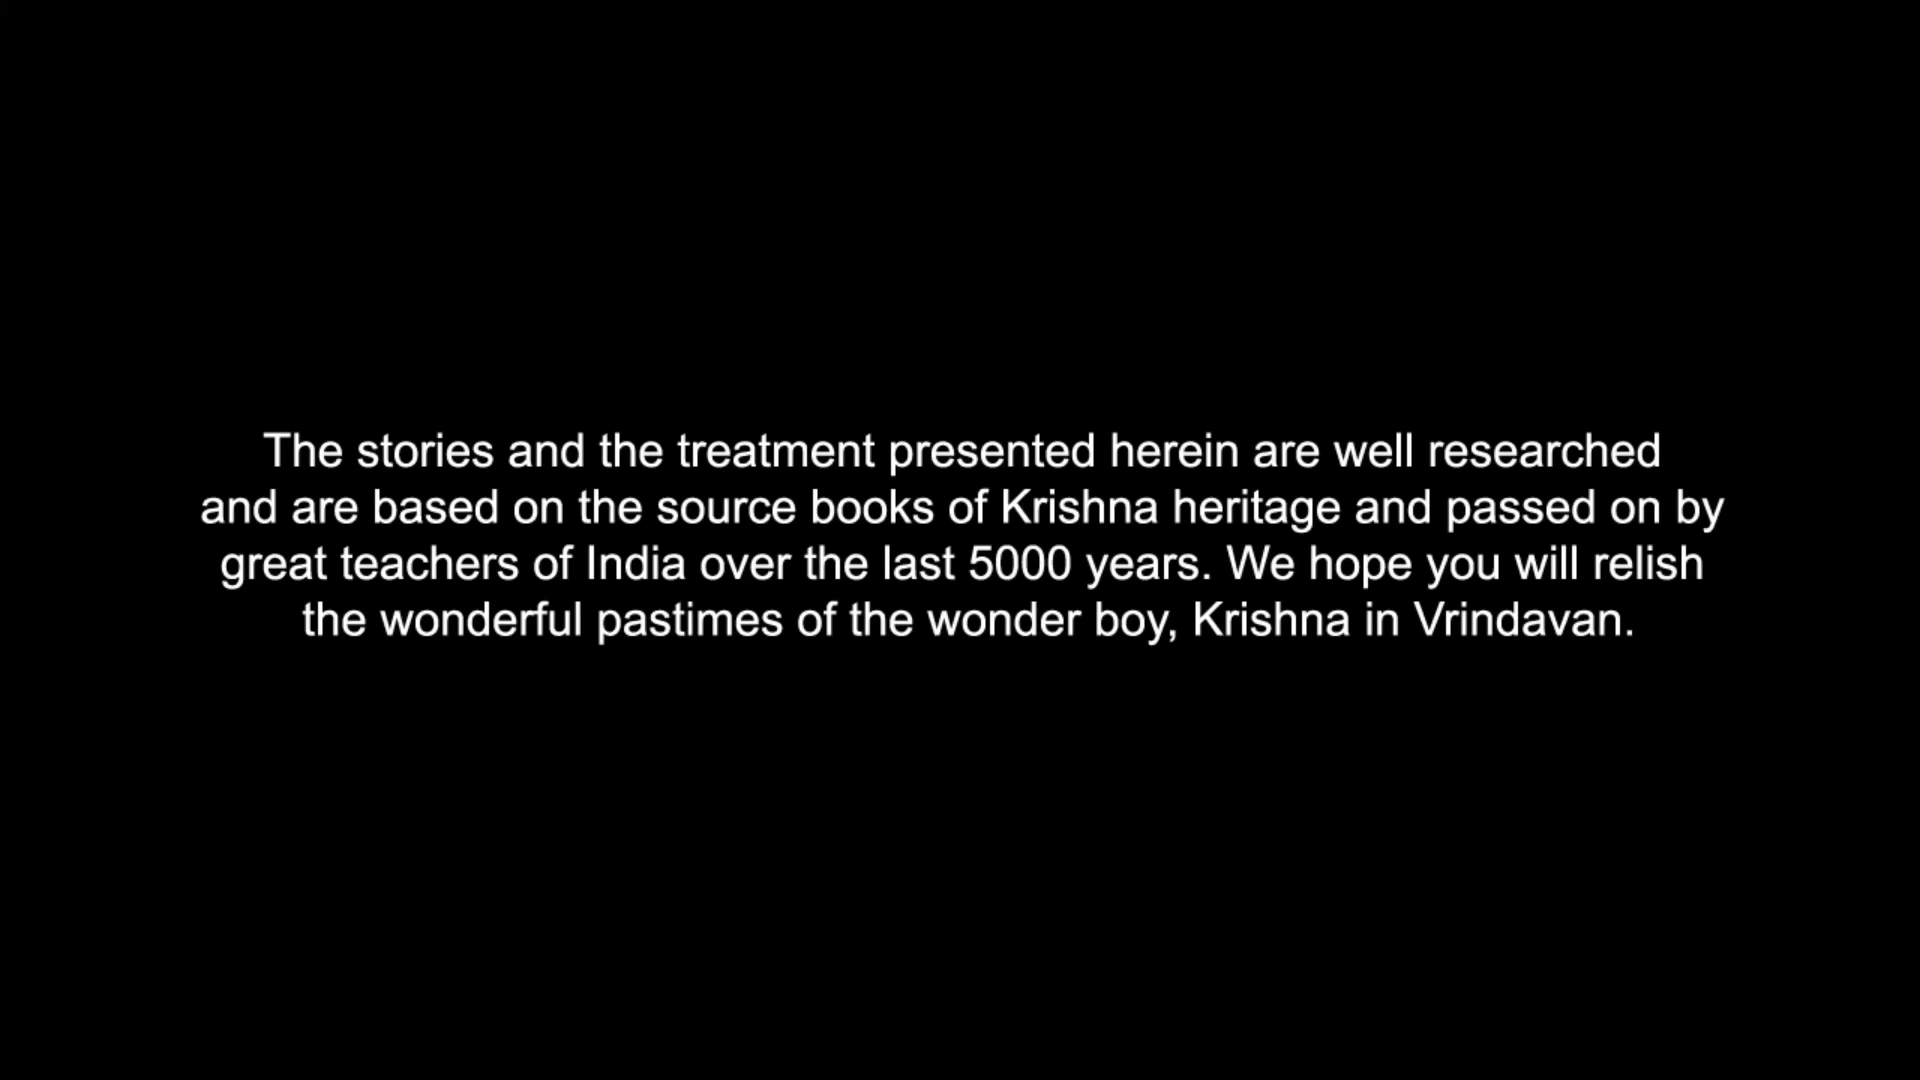 The stories and the treatment presented herein are well researched
and are based on the source books of Krishna heritage and passed on by
great teachers of India over the last 5000 years. We hope you will relish
the wonderful pastimes of the wonder boy, Krishna in Vrindavan.